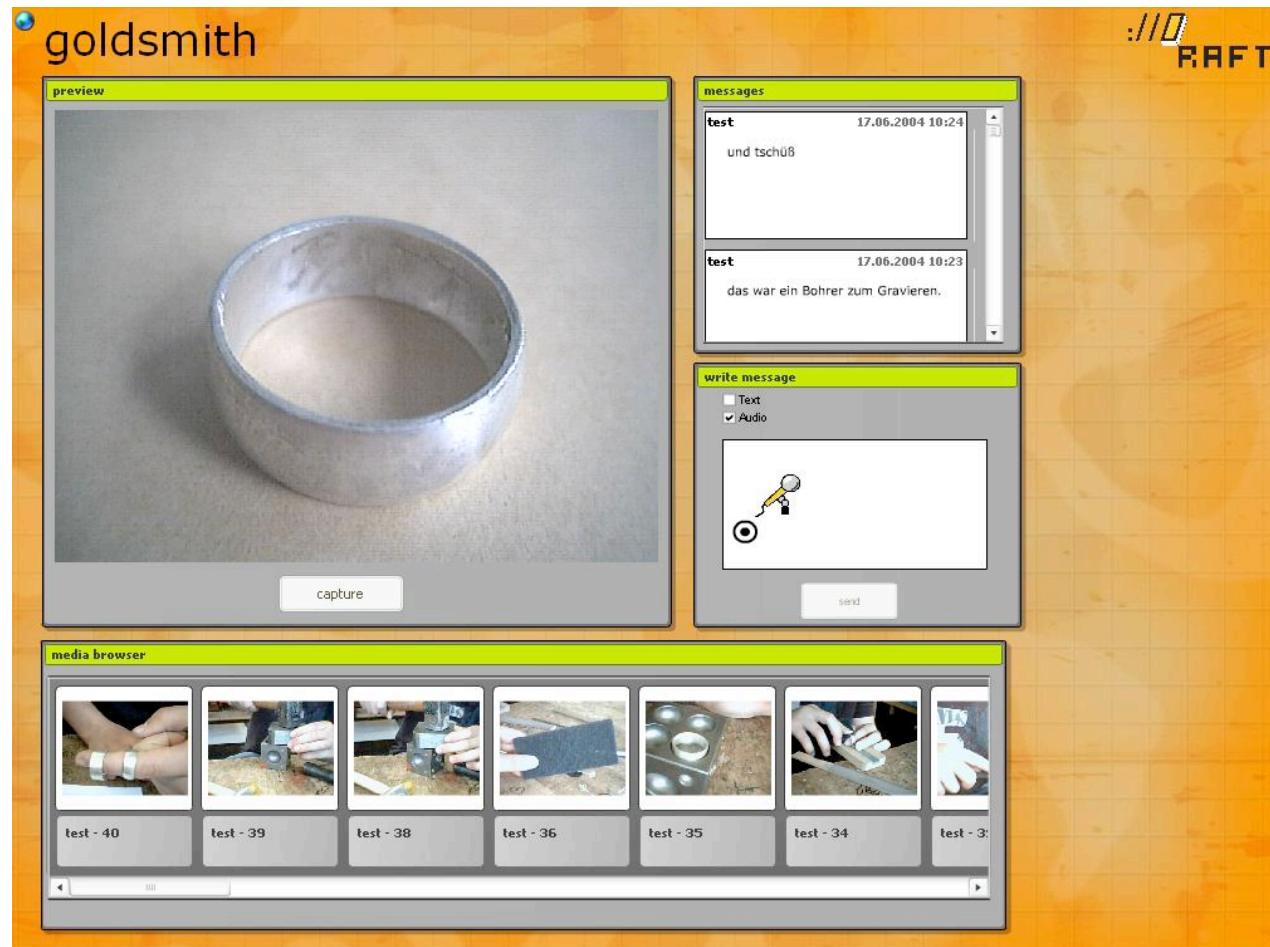 goldsmith
://RAFT
preview
capture
messages
test 17.06.2004 10:24
und tschüß
test 17.06.2004 10:23
das war ein Bohrer zum Gravieren.
write message
Text
Audio
send
media browser
test - 40
test - 39
test - 38
test - 36
test - 35
test - 34
test - 3